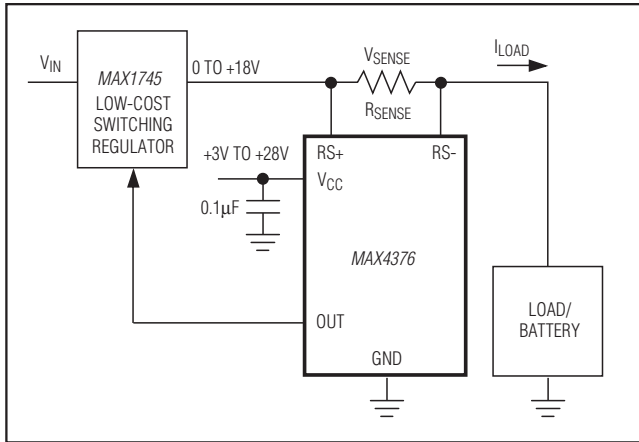 V_IN
MAX1745
LOW-COST
SWITCHING
REGULATOR
0 TO +18V
V_SENSE
R_SENSE
I_LOAD
+3V TO +28V
0.1μF
RS+
RS-
V_CC
MAX4376
OUT
GND
LOAD/
BATTERY